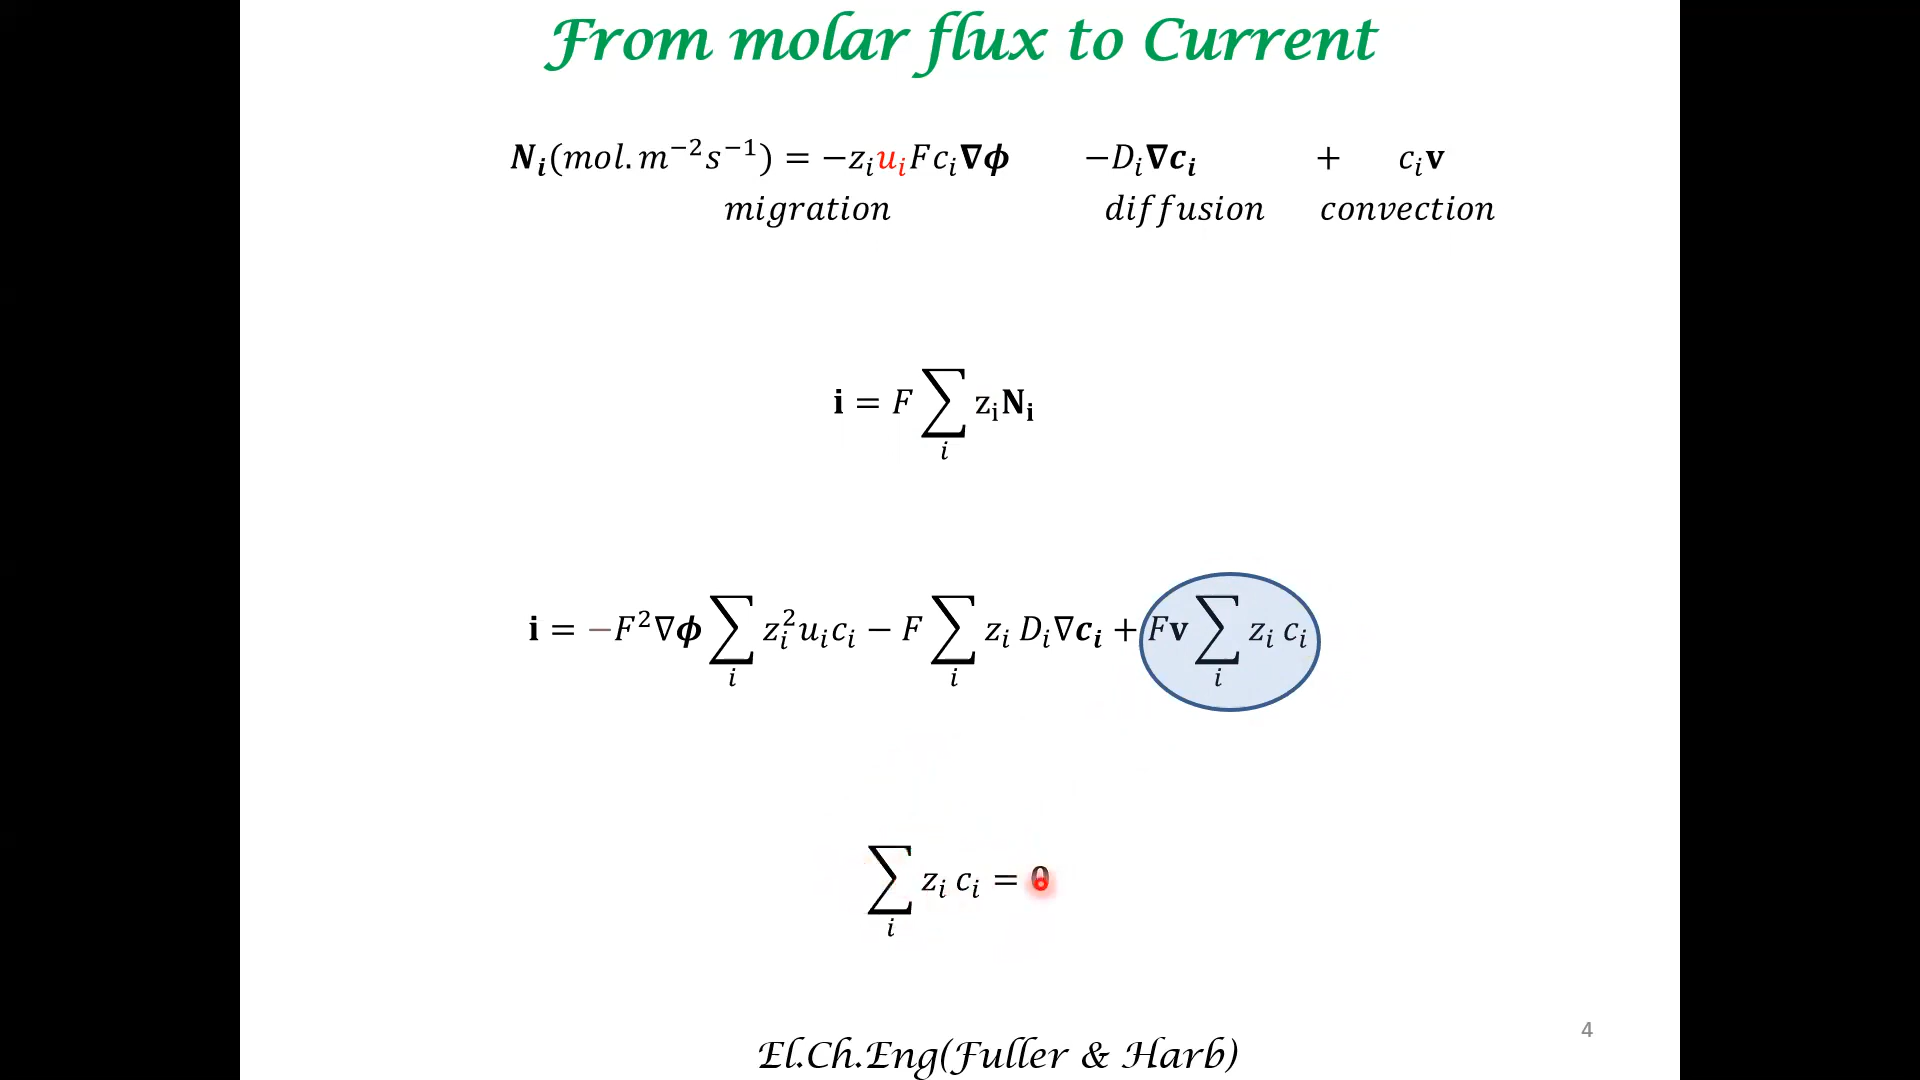 From molar flux to Current
𝑵ᵢ(mol.m⁻²s⁻¹) = −zᵢuᵢFcᵢ∇ϕ −Dᵢ∇cᵢ + cᵢv
migration diffusion convection
i = F ∑ᵢ zᵢNᵢ
i = −F²∇ϕ ∑ᵢ zᵢ²uᵢcᵢ − F ∑ᵢ zᵢ Dᵢ∇cᵢ + Fv ∑ᵢ zᵢ cᵢ
∑ᵢ zᵢ cᵢ = 0
4
El.Ch.Eng(Fuller & Harb)